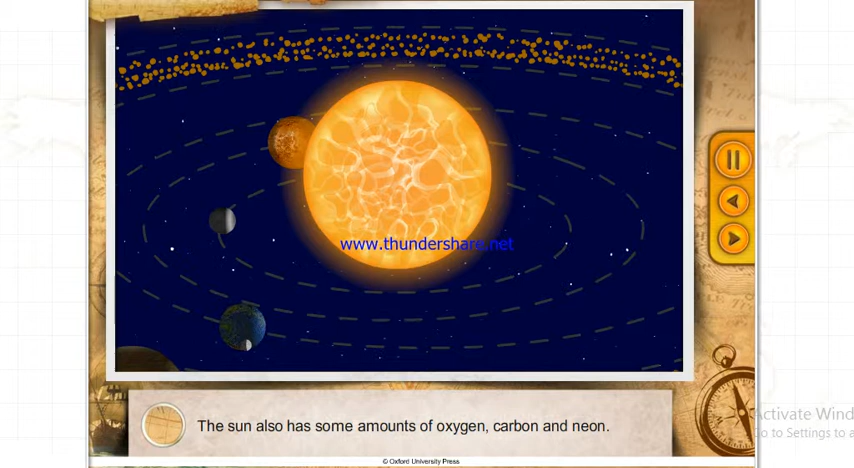 www.thundershare.net
The sun also has some amounts of oxygen, carbon and neon.
© Oxford University Press
Activate Wind
Go to Settings to a